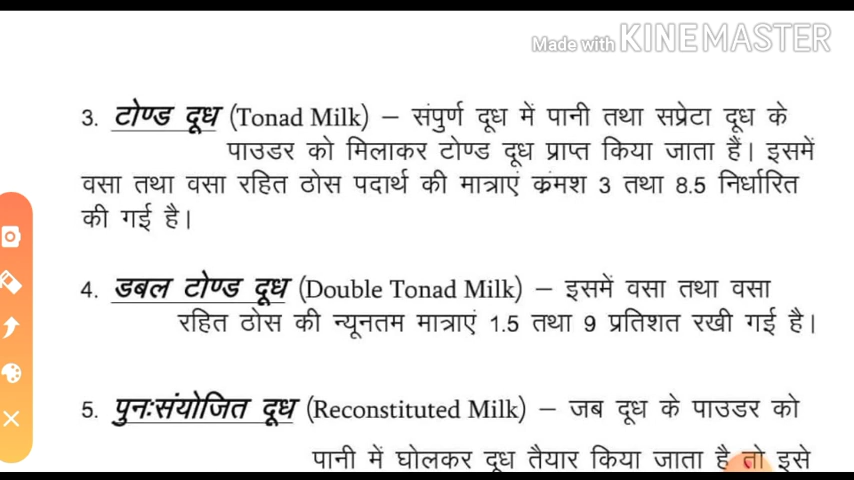 Made with KINEMASTER
3. टोण्ड दूध (Tonad Milk) – संपुर्ण दूध में पानी तथा सप्रेटा दूध के
पाउडर को मिलाकर टोण्ड दूध प्राप्त किया जाता हैं। इसमें
वसा तथा वसा रहित ठोस पदार्थ की मात्राएं क्रंमश 3 तथा 8.5 निर्धारित
की गई है।
4. डबल टोण्ड दूध (Double Tonad Milk) – इसमें वसा तथा वसा
रहित ठोस की न्यूनतम मात्राएं 1.5 तथा 9 प्रतिशत रखी गई है।
5. पुनःसंयोजित दूध (Reconstituted Milk) – जब दूध के पाउडर को
पानी में घोलकर दूध तैयार किया जाता है तो इसे